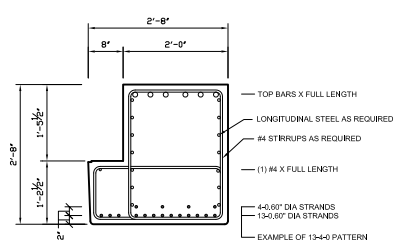 2'-8"
8"
2'-0"
TOP BARS X FULL LENGTH
LONGITUDINAL STEEL AS REQUIRED
#4 STIRRUPS AS REQUIRED
2'-8"
1'-5½"
(1) #4 X FULL LENGTH
1'-2½"
4-0.60" DIA STRANDS
13-0.60" DIA STRANDS
2"
EXAMPLE OF 13-4-0 PATTERN